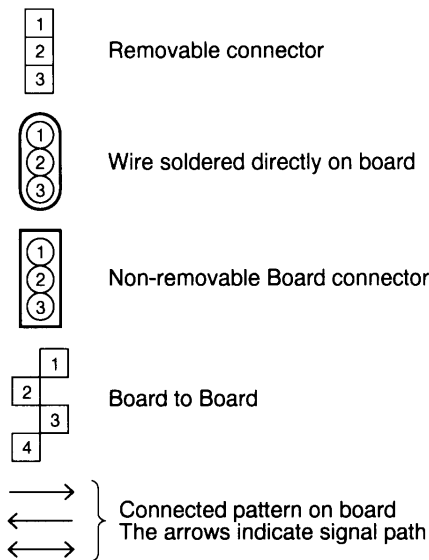 1
2
3
Removable connector
1
2
3
Wire soldered directly on board
1
2
3
Non-removable Board connector
1
2
3
4
Board to Board
Connected pattern on board
The arrows indicate signal path